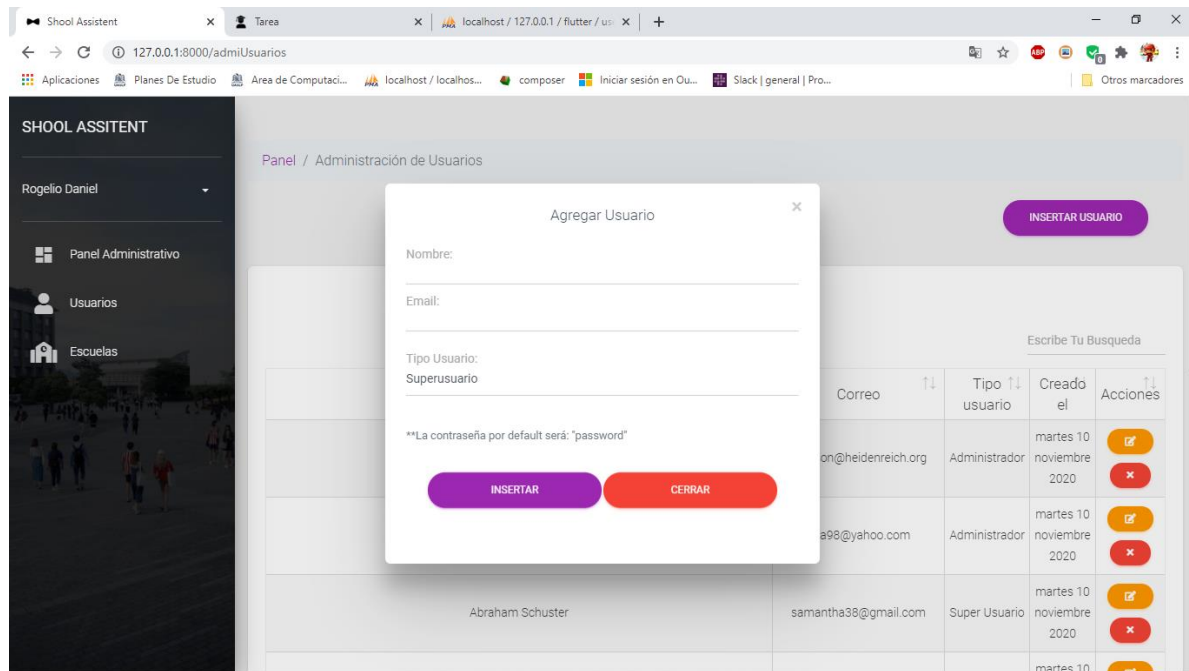 Shool Assistent
Tarea
localhost / 127.0.0.1 / flutter / us
127.0.0.1:8000/admiUsuarios
Aplicaciones
Planes De Estudio
Area de Computaci...
localhost / localhos...
composer
Iniciar sesión en Ou...
Slack | general | Pro...
Otros marcadores
SHOOL ASSITENT
Rogelio Daniel
Panel Administrativo
Usuarios
Escuelas
Panel / Administración de Usuarios
INSERTAR USUARIO
Agregar Usuario
Nombre:
Email:
Tipo Usuario:
Superusuario
**La contraseña por default será: "password"
INSERTAR
CERRAR
Escribe Tu Busqueda
Correo
Tipo usuario
Creado el
Acciones
on@heidenreich.org
Administrador
martes 10 noviembre 2020
a98@yahoo.com
Administrador
martes 10 noviembre 2020
Abraham Schuster
samantha38@gmail.com
Super Usuario
martes 10 noviembre 2020
martes 10